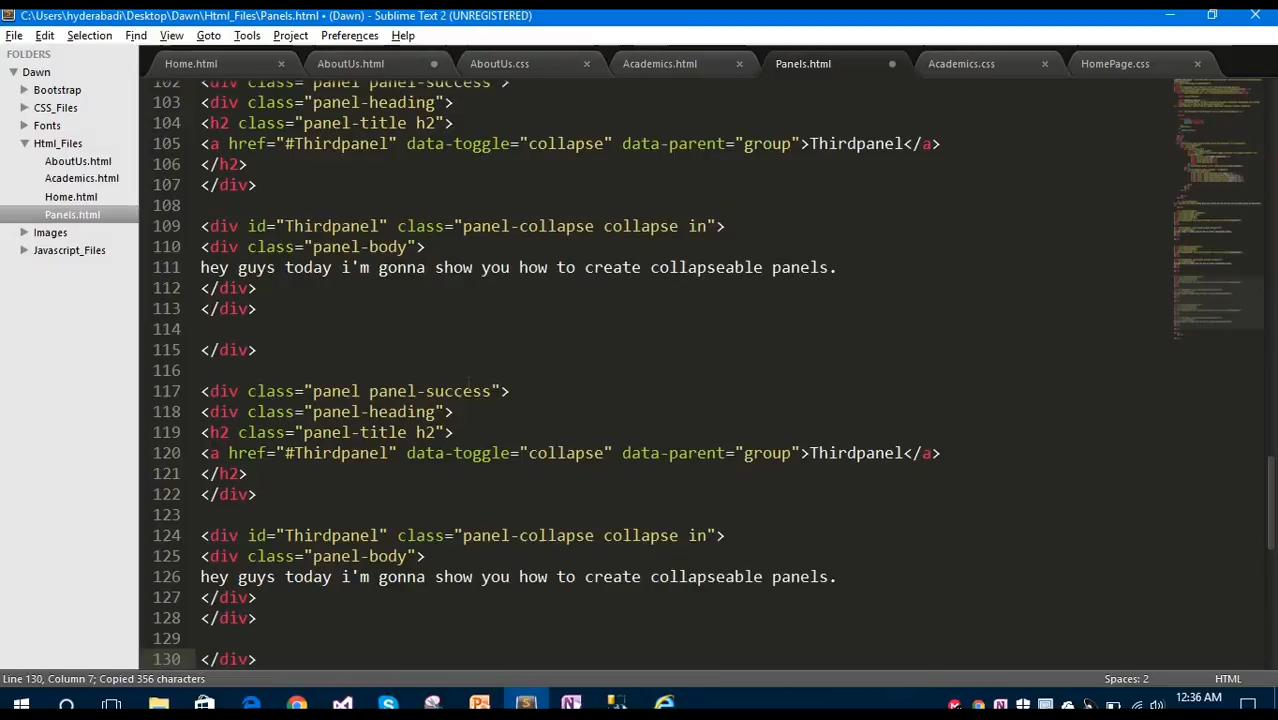 C:\Users\hyderabadi\Desktop\Dawn\Html_Files\Panels.html • (Dawn) - Sublime Text 2 (UNREGISTERED)
File Edit Selection Find View Goto Tools Project Preferences Help
FOLDERS
Dawn
Bootstrap
CSS_Files
Fonts
Html_Files
AboutUs.html
Academics.html
Home.html
Panels.html
Images
Javascript_Files
Home.html AboutUs.html AboutUs.css Academics.html Panels.html Academics.css HomePage.css
102 <div class="panel panel-success">
103 <div class="panel-heading">
104 <h2 class="panel-title h2">
105 <a href="#Thirdpanel" data-toggle="collapse" data-parent="group">Thirdpanel</a>
106 </h2>
107 </div>
108
109 <div id="Thirdpanel" class="panel-collapse collapse in">
110 <div class="panel-body">
111 hey guys today i'm gonna show you how to create collapseable panels.
112 </div>
113 </div>
114
115 </div>
116
117 <div class="panel panel-success">
118 <div class="panel-heading">
119 <h2 class="panel-title h2">
120 <a href="#Thirdpanel" data-toggle="collapse" data-parent="group">Thirdpanel</a>
121 </h2>
122 </div>
123
124 <div id="Thirdpanel" class="panel-collapse collapse in">
125 <div class="panel-body">
126 hey guys today i'm gonna show you how to create collapseable panels.
127 </div>
128 </div>
129
130 </div>
Line 130, Column 7; Copied 356 characters Spaces: 2 HTML
12:36 AM